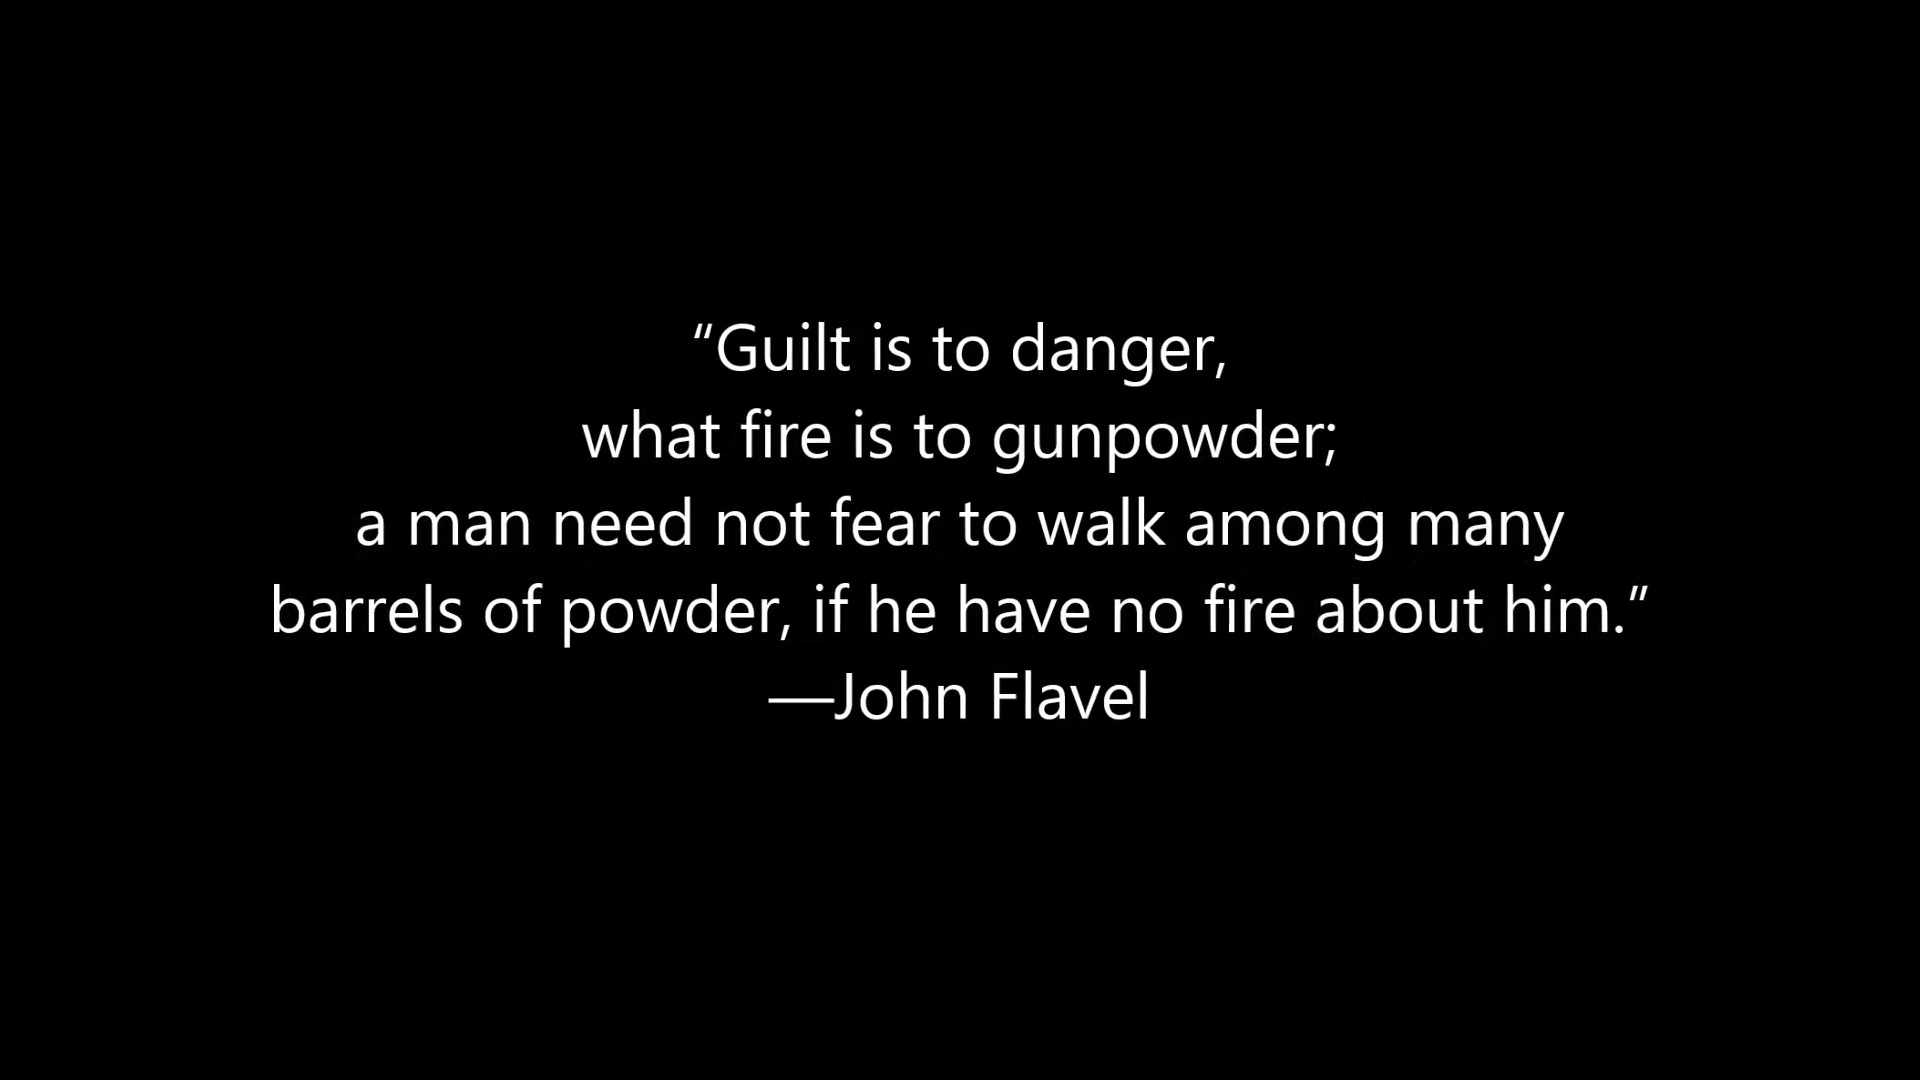 “Guilt is to danger,
what fire is to gunpowder;
a man need not fear to walk among many
barrels of powder, if he have no fire about him.”
—John Flavel